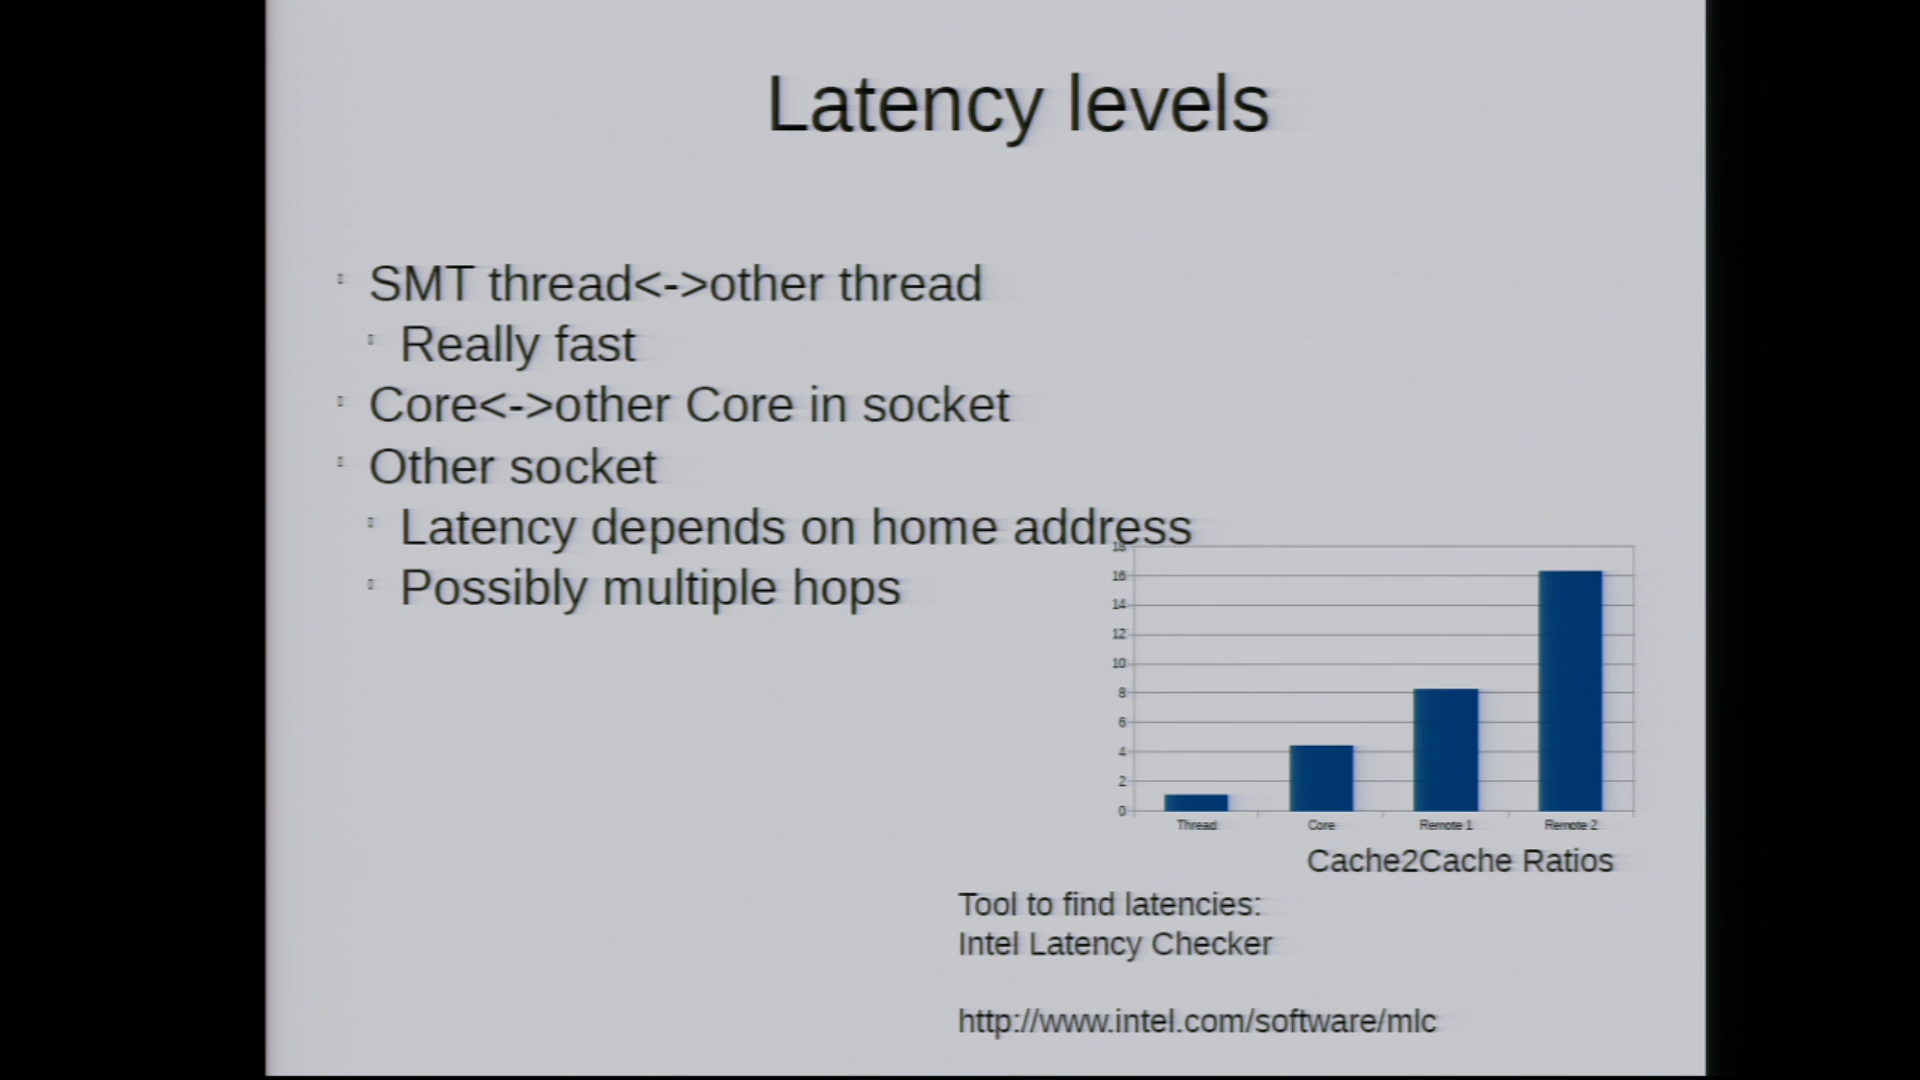 Latency levels
SMT thread<->other thread
Really fast
Core<->other Core in socket
Other socket
Latency depends on home address
Possibly multiple hops
18
16
14
12
10
8
6
4
2
0
Thread
Core
Remote 1
Remote 2
Cache2Cache Ratios
Tool to find latencies:
Intel Latency Checker
http://www.intel.com/software/mlc